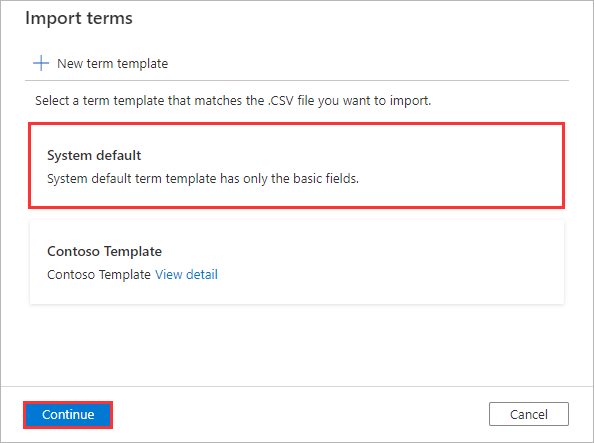 Import terms
New term template
Select a term template that matches the .CSV file you want to import.
System default
System default term template has only the basic fields.
Contoso Template
Contoso Template View detail
Continue
Cancel